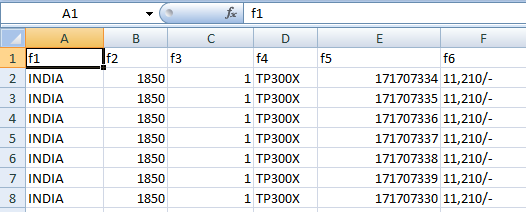 A1 fx f1
A B C D E F
1 f1 f2 f3 f4 f5 f6
2 INDIA 1850 1 TP300X 171707334 11,210/-
3 INDIA 1850 1 TP300X 171707335 11,210/-
4 INDIA 1850 1 TP300X 171707336 11,210/-
5 INDIA 1850 1 TP300X 171707337 11,210/-
6 INDIA 1850 1 TP300X 171707338 11,210/-
7 INDIA 1850 1 TP300X 171707339 11,210/-
8 INDIA 1850 1 TP300X 171707330 11,210/-